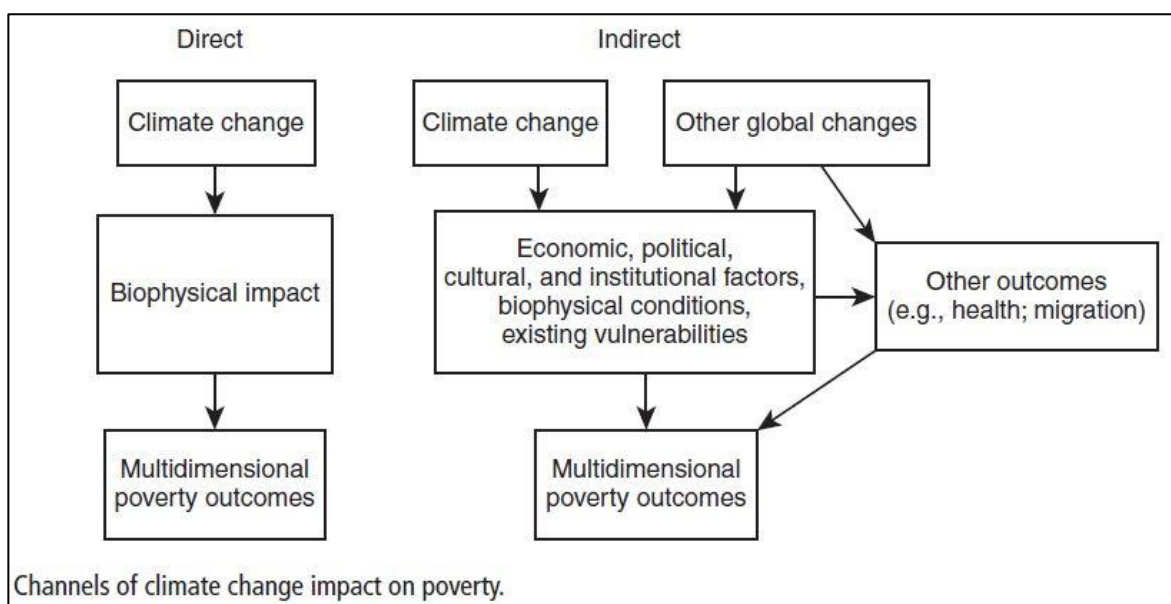 Direct
Indirect
Climate change
Climate change
Other global changes
Biophysical impact
Economic, political,
cultural, and institutional factors,
biophysical conditions,
existing vulnerabilities
Other outcomes
(e.g., health; migration)
Multidimensional
poverty outcomes
Multidimensional
poverty outcomes
Channels of climate change impact on poverty.